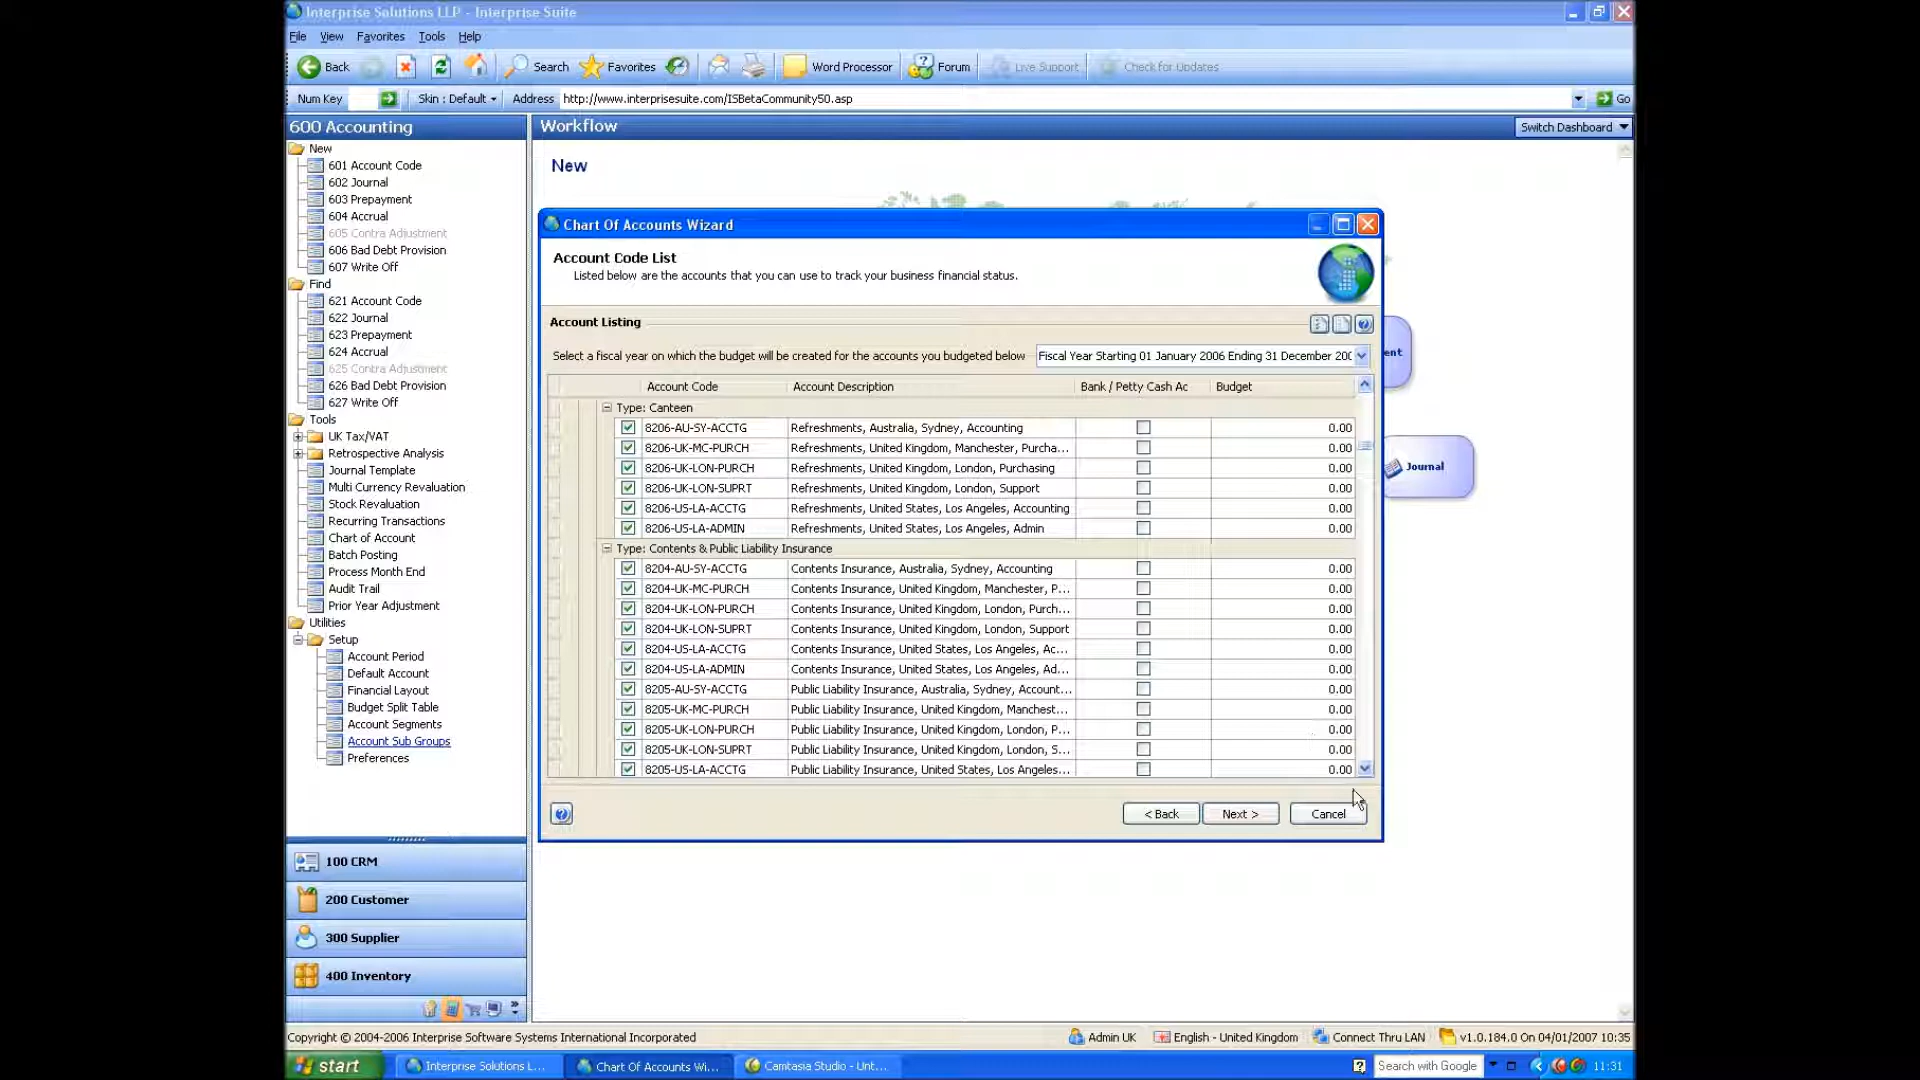 Interprise Solutions LLP - Interprise Suite
File View Favorites Tools Help
Back Search Favorites Word Processor Forum Live Support Check for Updates
Num Key Skin : Default Address http://www.interprisesuite.com/ISBetaCommunity50.asp Go
600 Accounting
New
601 Account Code
602 Journal
603 Prepayment
604 Accrual
605 Contra Adjustment
606 Bad Debt Provision
607 Write Off
Find
621 Account Code
622 Journal
623 Prepayment
624 Accrual
625 Contra Adjustment
626 Bad Debt Provision
627 Write Off
Tools
UK Tax/VAT
Retrospective Analysis
Journal Template
Multi Currency Revaluation
Stock Revaluation
Recurring Transactions
Chart of Account
Batch Posting
Process Month End
Audit Trail
Prior Year Adjustment
Utilities
Setup
Account Period
Default Account
Financial Layout
Budget Split Table
Account Segments
Account Sub Groups
Preferences
100 CRM
200 Customer
300 Supplier
400 Inventory
Workflow Switch Dashboard
New
ent
Journal
Chart Of Accounts Wizard
Account Code List
Listed below are the accounts that you can use to track your business financial status.
Account Listing
Select a fiscal year on which the budget will be created for the accounts you budgeted below Fiscal Year Starting 01 January 2006 Ending 31 December 200
Account Code Account Description Bank / Petty Cash Ac Budget
Type: Canteen
8206-AU-SY-ACCTG Refreshments, Australia, Sydney, Accounting 0.00
8206-UK-MC-PURCH Refreshments, United Kingdom, Manchester, Purcha... 0.00
8206-UK-LON-PURCH Refreshments, United Kingdom, London, Purchasing 0.00
8206-UK-LON-SUPRT Refreshments, United Kingdom, London, Support 0.00
8206-US-LA-ACCTG Refreshments, United States, Los Angeles, Accounting 0.00
8206-US-LA-ADMIN Refreshments, United States, Los Angeles, Admin 0.00
Type: Contents & Public Liability Insurance
8204-AU-SY-ACCTG Contents Insurance, Australia, Sydney, Accounting 0.00
8204-UK-MC-PURCH Contents Insurance, United Kingdom, Manchester, P... 0.00
8204-UK-LON-PURCH Contents Insurance, United Kingdom, London, Purch... 0.00
8204-UK-LON-SUPRT Contents Insurance, United Kingdom, London, Support 0.00
8204-US-LA-ACCTG Contents Insurance, United States, Los Angeles, Ac... 0.00
8204-US-LA-ADMIN Contents Insurance, United States, Los Angeles, Ad... 0.00
8205-AU-SY-ACCTG Public Liability Insurance, Australia, Sydney, Account... 0.00
8205-UK-MC-PURCH Public Liability Insurance, United Kingdom, Manchest... 0.00
8205-UK-LON-PURCH Public Liability Insurance, United Kingdom, London, P... 0.00
8205-UK-LON-SUPRT Public Liability Insurance, United Kingdom, London, S... 0.00
8205-US-LA-ACCTG Public Liability Insurance, United States, Los Angeles... 0.00
< Back Next > Cancel
Copyright © 2004-2006 Interprise Software Systems International Incorporated Admin UK English - United Kingdom Connect Thru LAN v1.0.184.0 On 04/01/2007 10:35
start Interprise Solutions L... Chart Of Accounts Wi... Camtasia Studio - Unt... Search with Google 11:31